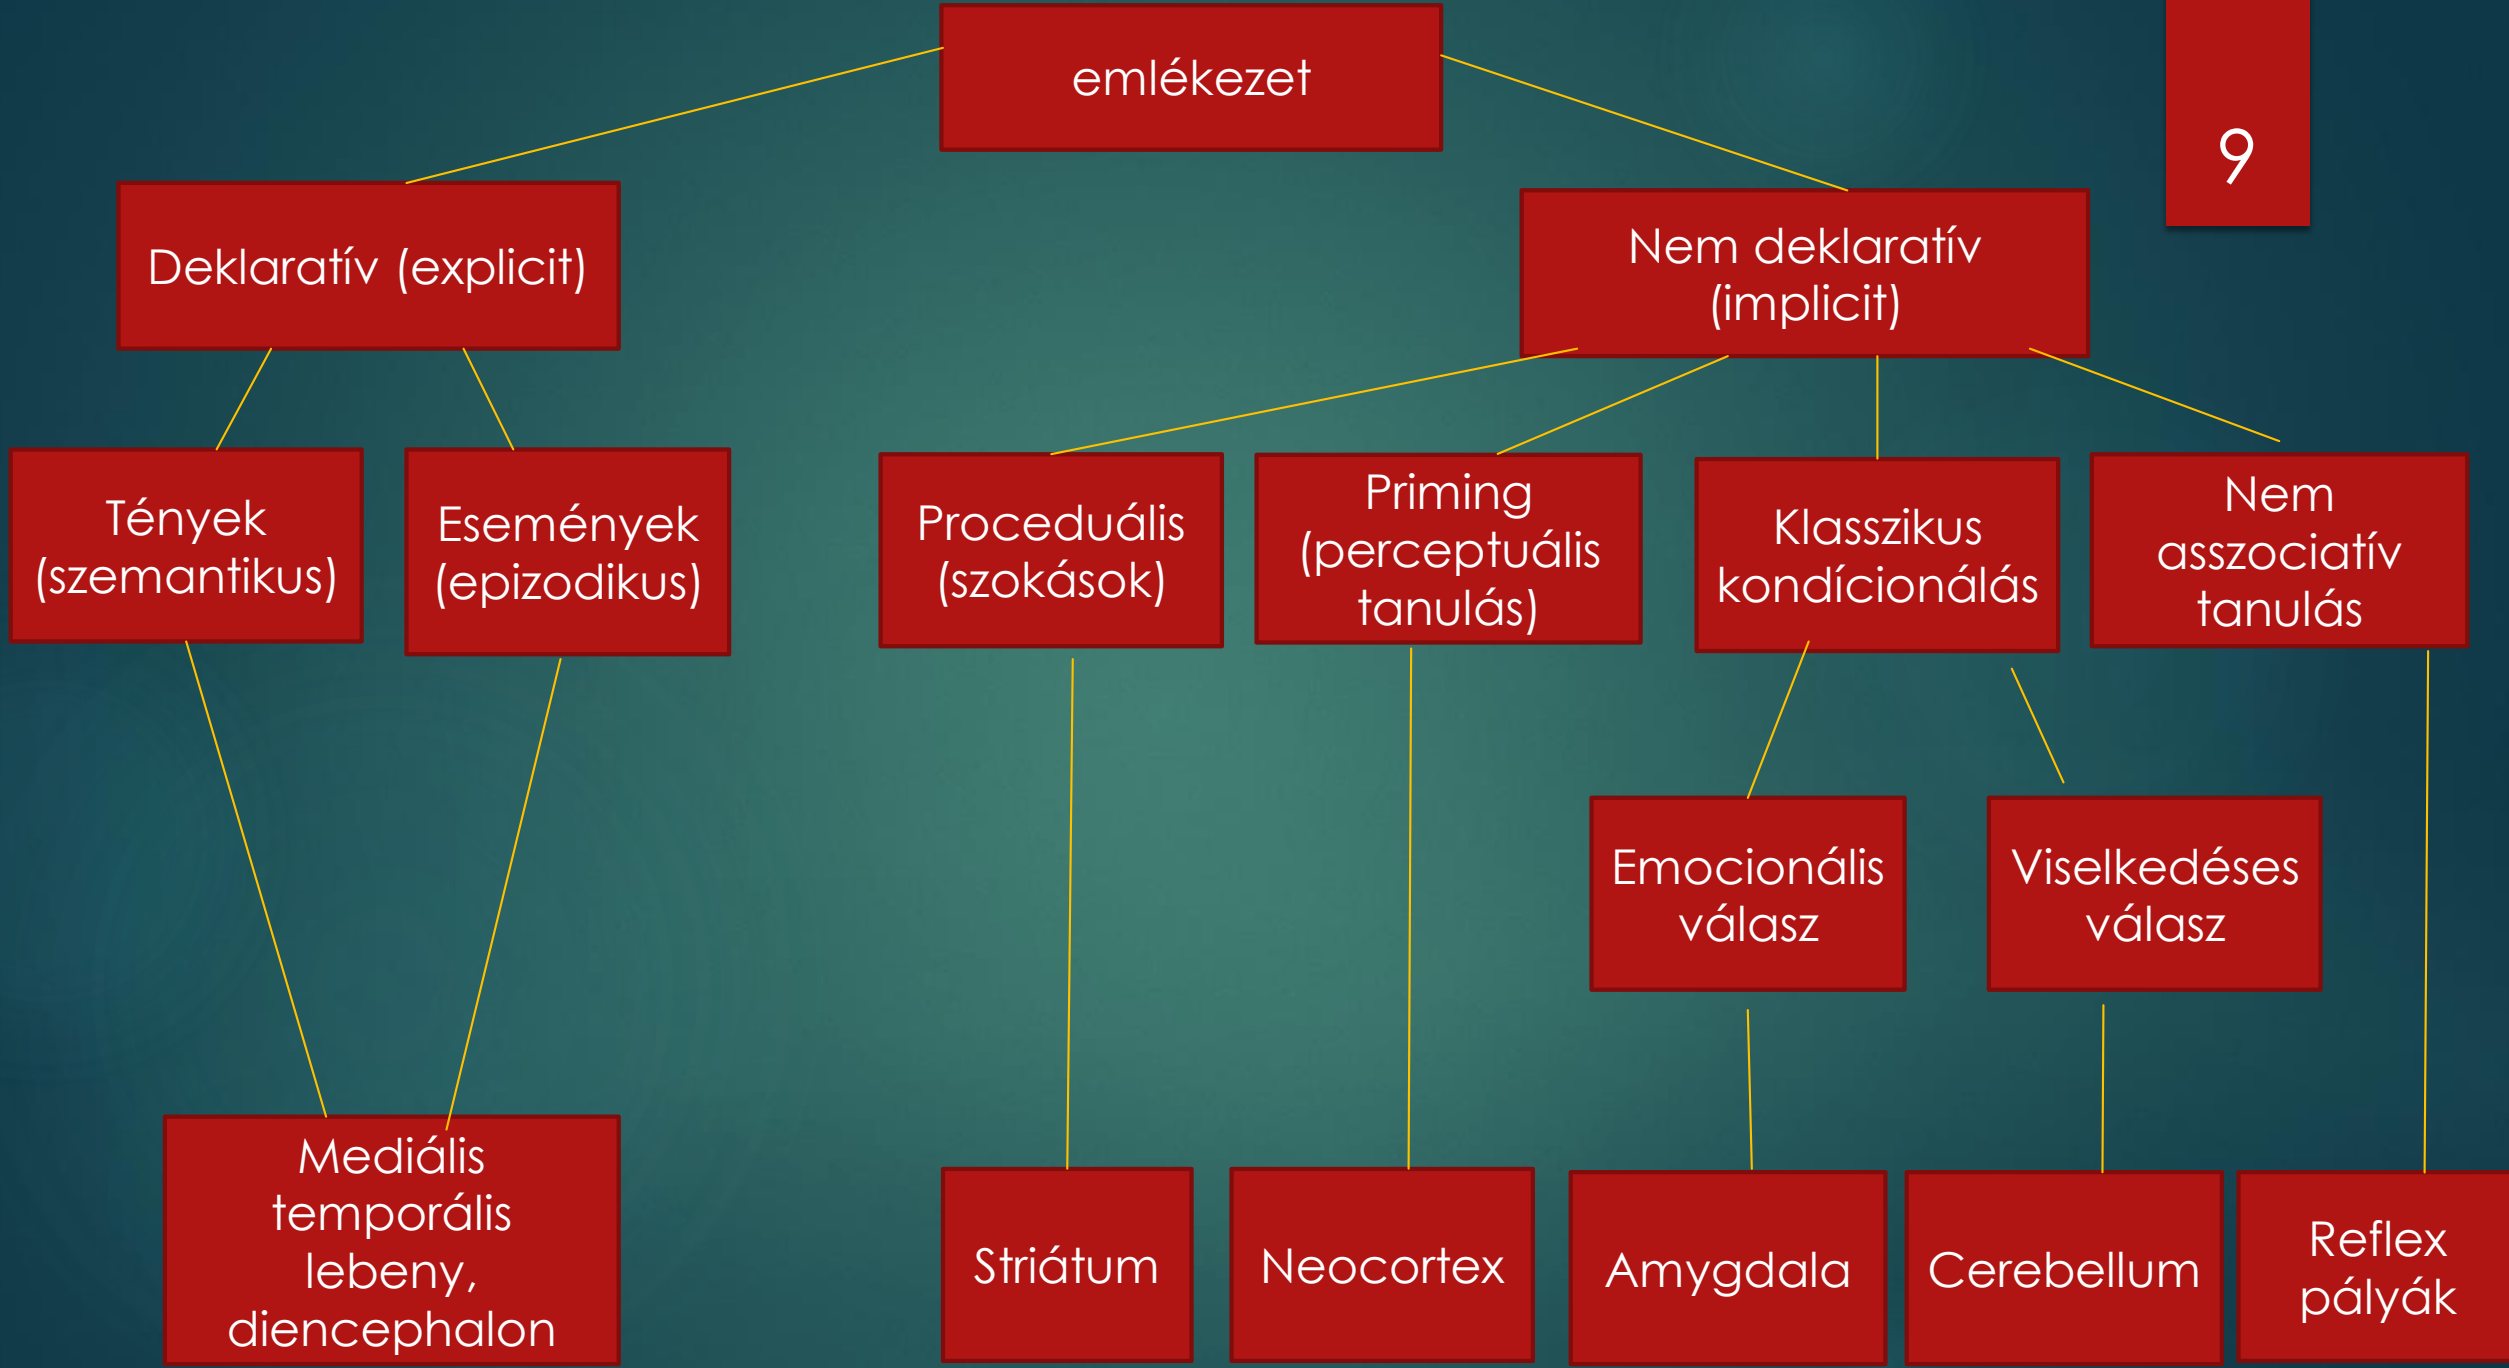 emlékezet
9
Deklaratív (explicit)
Nem deklaratív
(implicit)
Tények
(szemantikus)
Események
(epizodikus)
Proceduális
(szokások)
Priming
(perceptuális
tanulás)
Klasszikus
kondícionálás
Nem
asszociatív
tanulás
Emocionális
válasz
Viselkedéses
válasz
Mediális
temporális
lebeny,
diencephalon
Striátum
Neocortex
Amygdala
Cerebellum
Reflex
pályák